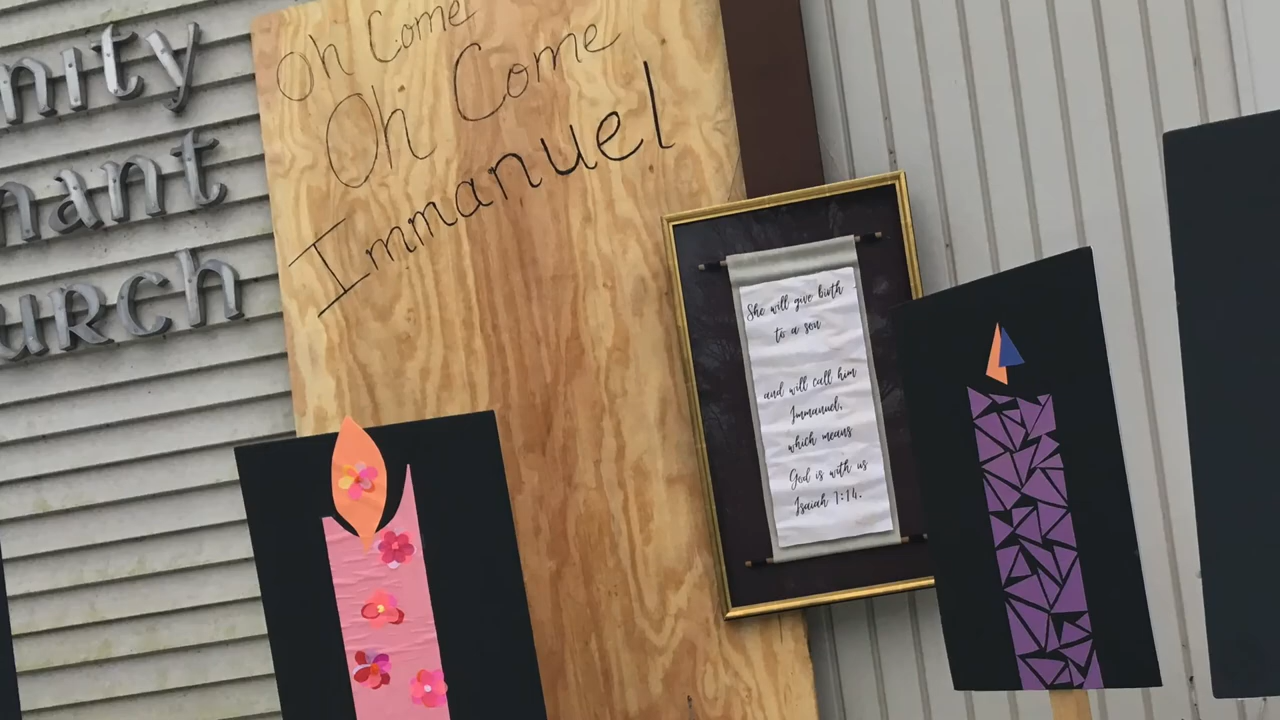 nity
nant
urch
Oh Come
Oh Come
Immanuel
She will give birth
to a son
and will call him
Immanuel,
which means
God is with us
Isaiah 7:14.